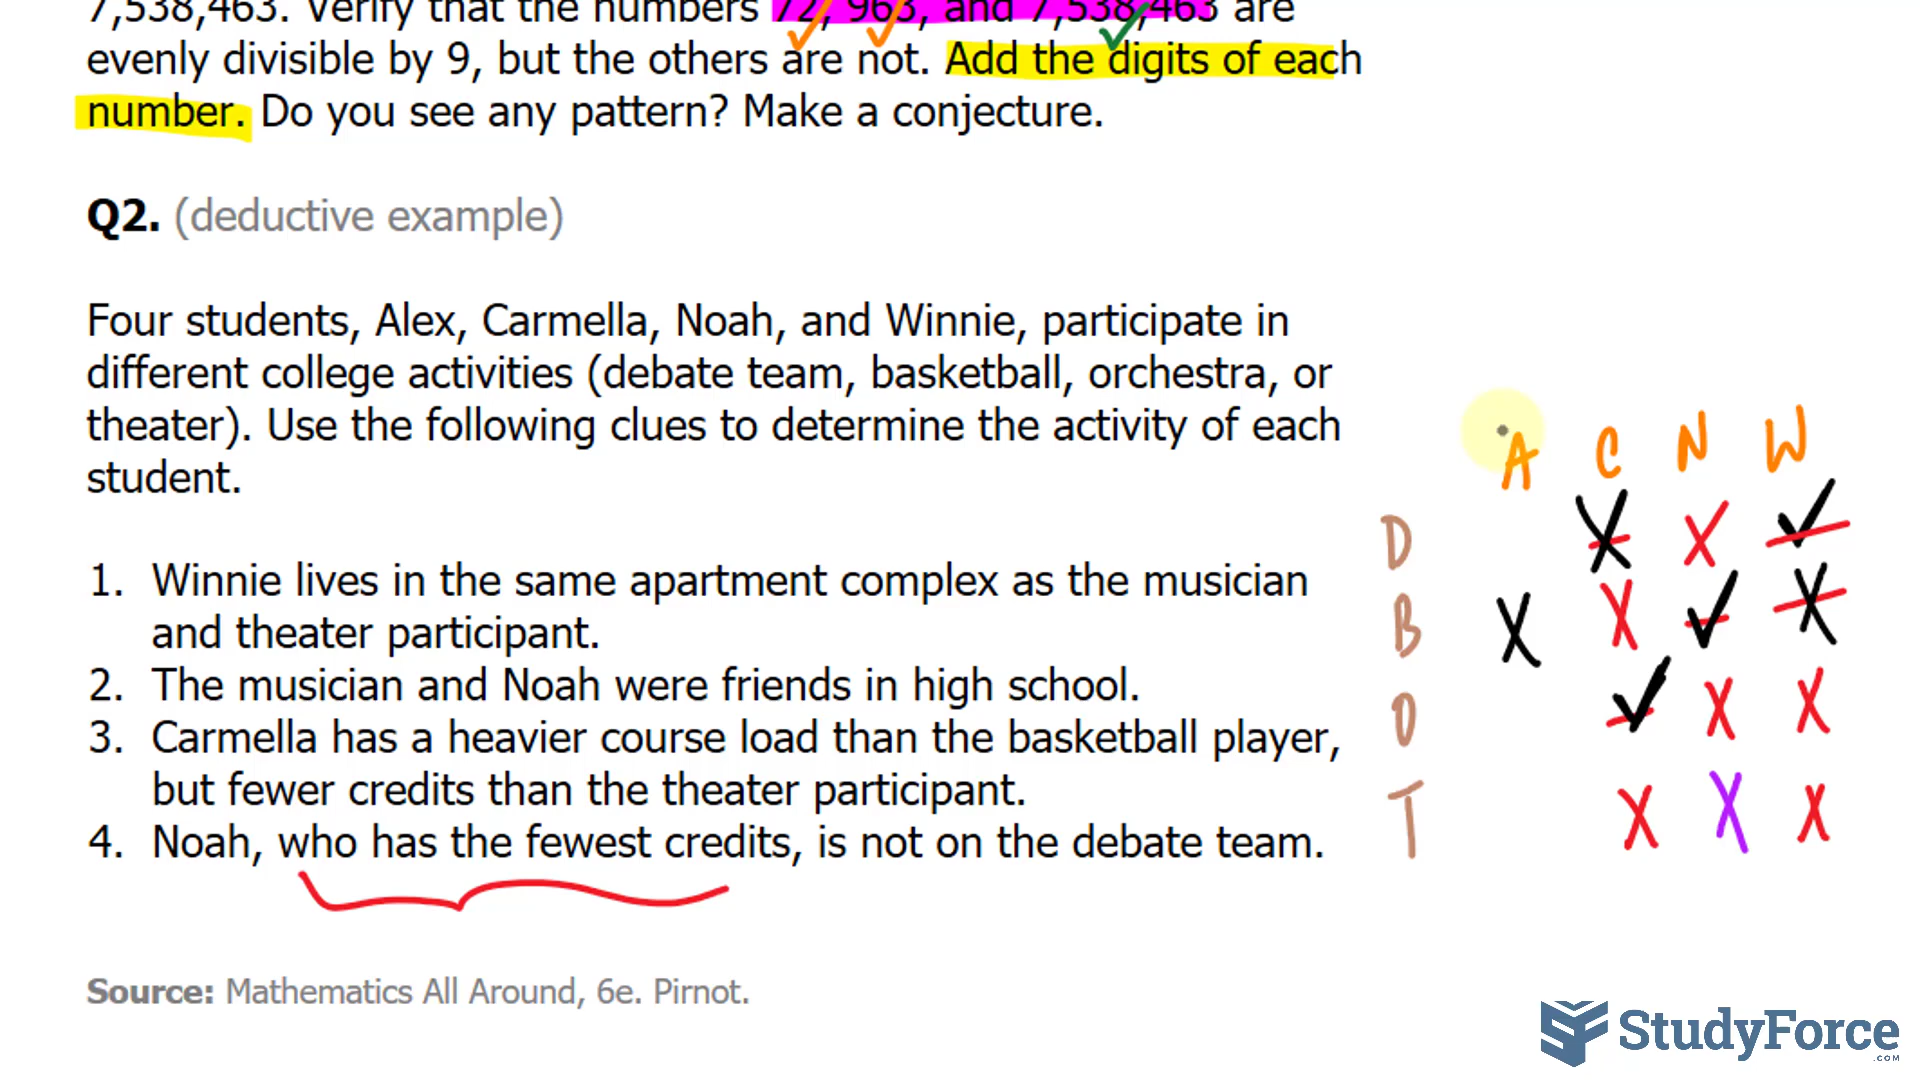 7,538,463. Verify that the numbers 72, 963, and 7,538,463 are
evenly divisible by 9, but the others are not. Add the digits of each
number. Do you see any pattern? Make a conjecture.
Q2. (deductive example)
Four students, Alex, Carmella, Noah, and Winnie, participate in
different college activities (debate team, basketball, orchestra, or
theater). Use the following clues to determine the activity of each
student.
1. Winnie lives in the same apartment complex as the musician
and theater participant.
2. The musician and Noah were friends in high school.
3. Carmella has a heavier course load than the basketball player,
but fewer credits than the theater participant.
4. Noah, who has the fewest credits, is not on the debate team.
A C N W
D X X ✓
B X X ✓ X
O ✓ X X
T X X X
Source: Mathematics All Around, 6e. Pirnot.
StudyForce
.COM